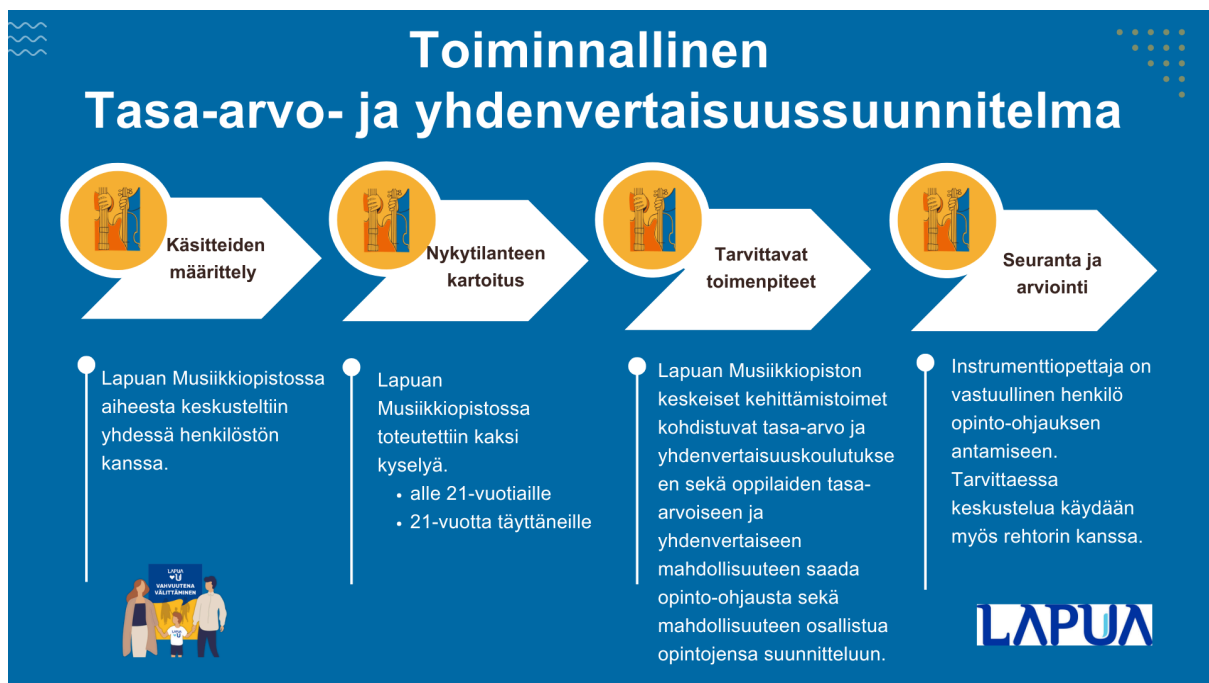 Toiminnallinen
Tasa-arvo- ja yhdenvertaisuussuunnitelma
Käsitteiden
määrittely
Nykytilanteen
kartoitus
Tarvittavat
toimenpiteet
Seuranta ja
arviointi
Lapuan Musiikkiopistossa
aiheesta keskusteltiin
yhdessä henkilöstön
kanssa.
Lapuan
Musiikkiopistossa
toteutettiin kaksi
kyselyä.
• alle 21-vuotiaille
• 21-vuotta täyttäneille
Lapuan Musiikkiopiston
keskeiset kehittämistoimet
kohdistuvat tasa-arvo ja
yhdenvertaisuuskoulutukse
en sekä oppilaiden tasa-
arvoiseen ja
yhdenvertaiseen
mahdollisuuteen saada
opinto-ohjausta sekä
mahdollisuuteen osallistua
opintojensa suunnitteluun.
Instrumenttiopettaja on
vastuullinen henkilö
opinto-ohjauksen
antamiseen.
Tarvittaessa
keskustelua käydään
myös rehtorin kanssa.
LAPUA
♥U
VAHVUUTENA
VÄLITTÄMINEN
LAPUA